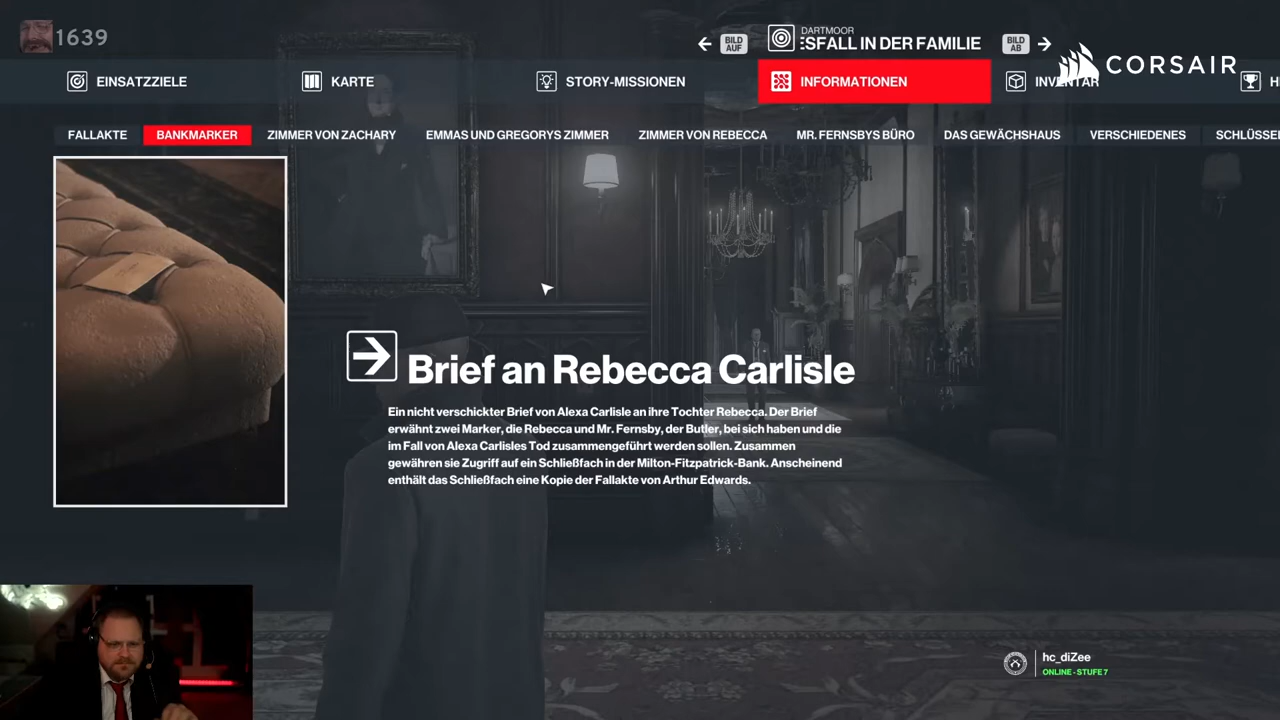 1639
DARTMOOR
ESFALL IN DER FAMILIE
BILD AUF
BILD AB
CORSAIR
EINSATZZIELE
KARTE
STORY-MISSIONEN
INFORMATIONEN
INVENTAR
H
FALLAKTE
BANKMARKER
ZIMMER VON ZACHARY
EMMAS UND GREGORYS ZIMMER
ZIMMER VON REBECCA
MR. FERNSBYS BÜRO
DAS GEWÄCHSHAUS
VERSCHIEDENES
SCHLÜSSE
Brief an Rebecca Carlisle
Ein nicht verschickter Brief von Alexa Carlisle an ihre Tochter Rebecca. Der Brief
erwähnt zwei Marker, die Rebecca und Mr. Fernsby, der Butler, bei sich haben und die
im Fall von Alexa Carlisles Tod zusammengeführt werden sollen. Zusammen
gewähren sie Zugriff auf ein Schließfach in der Milton-Fitzpatrick-Bank. Anscheinend
enthält das Schließfach eine Kopie der Fallakte von Arthur Edwards.
hc_diZee
ONLINE - STUFE 7